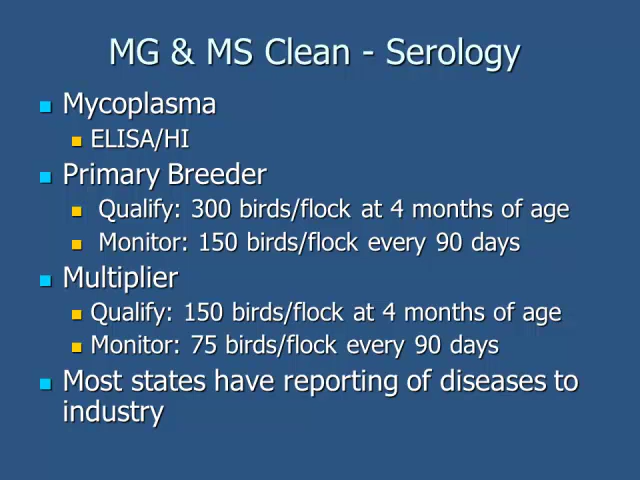 MG & MS Clean - Serology
Mycoplasma
ELISA/HI
Primary Breeder
Qualify: 300 birds/flock at 4 months of age
Monitor: 150 birds/flock every 90 days
Multiplier
Qualify: 150 birds/flock at 4 months of age
Monitor: 75 birds/flock every 90 days
Most states have reporting of diseases to
industry